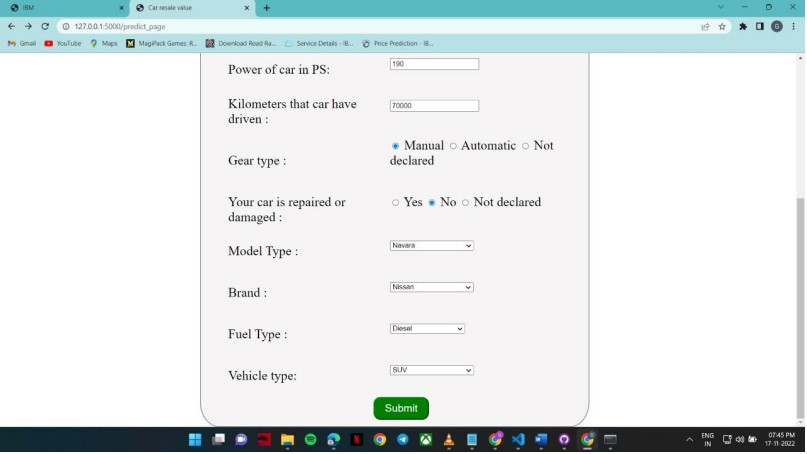 IBM
Car resale value
127.0.0.1:5000/predict_page
G
Gmail
YouTube
Maps
MagiPack Games: R...
Download Road Ra...
Service Details - IB...
Price Prediction - IB...
Power of car in PS:
190
Kilometers that car have
driven :
70000
Gear type :
Manual Automatic Not
declared
Your car is repaired or
damaged :
Yes No Not declared
Model Type :
Navara
Brand :
Nissan
Fuel Type :
Diesel
Vehicle type:
SUV
Submit
ENG
IN
07:45 PM
17-11-2022